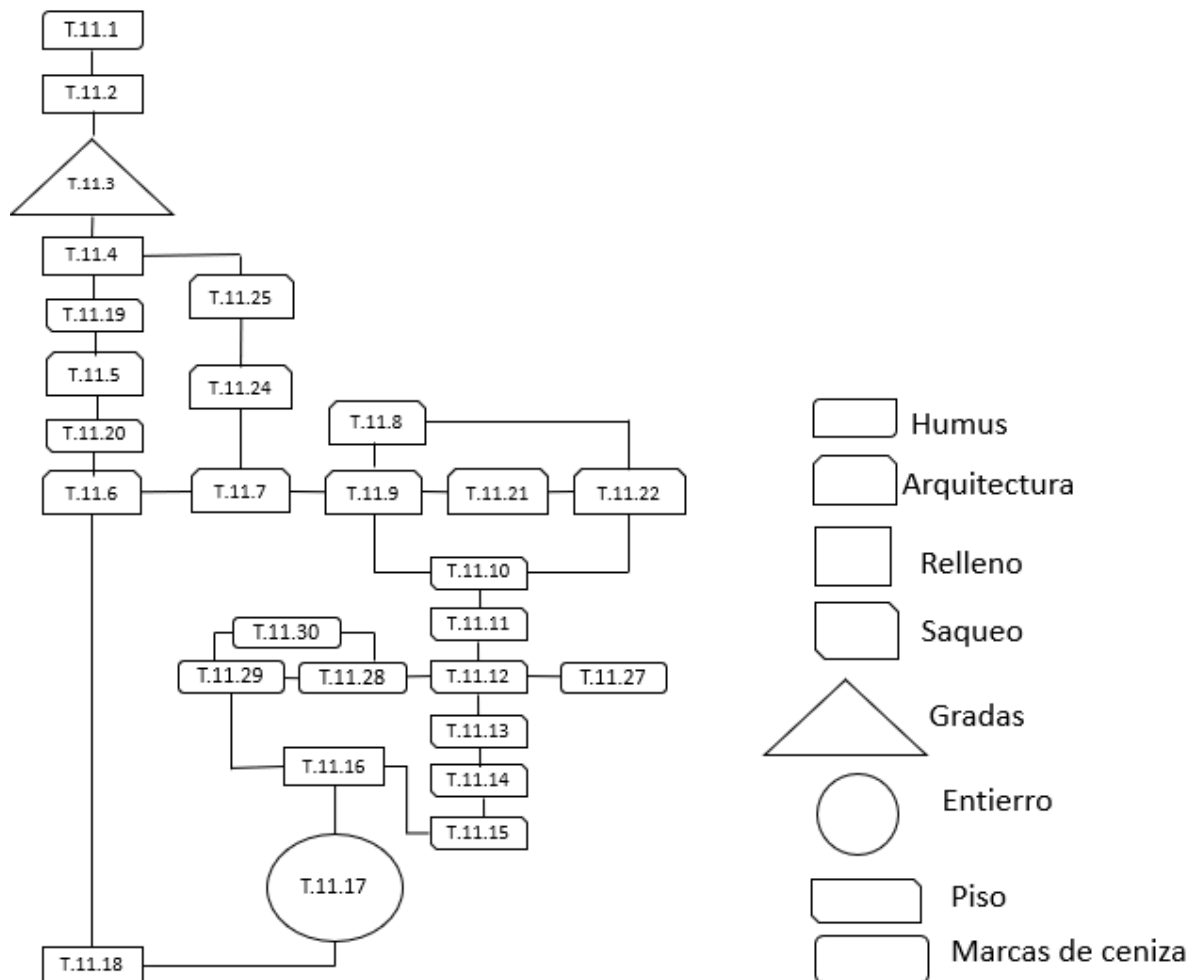 T.11.1
T.11.2
T.11.3
T.11.4
T.11.25
T.11.19
T.11.5
T.11.24
T.11.8
T.11.20
T.11.6
T.11.7
T.11.9
T.11.21
T.11.22
T.11.10
T.11.11
T.11.30
T.11.29
T.11.28
T.11.12
T.11.27
T.11.13
T.11.16
T.11.14
T.11.15
T.11.17
T.11.18
Humus
Arquitectura
Relleno
Saqueo
Gradas
Entierro
Piso
Marcas de ceniza